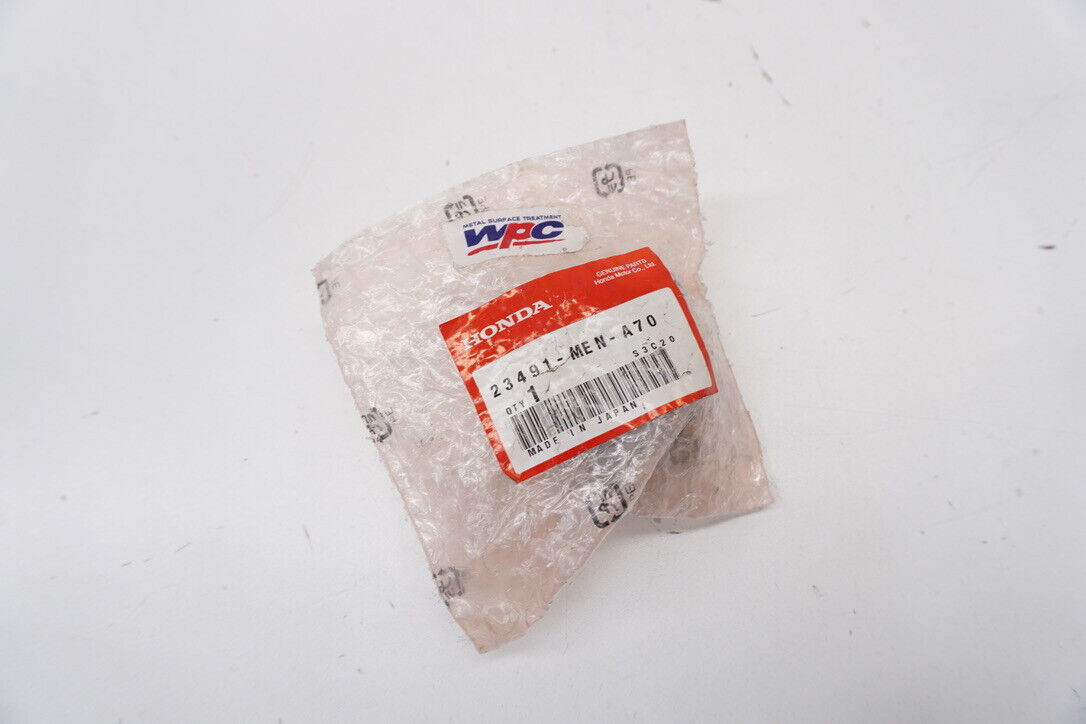 METAL SURFACE TREATMENT
WPC
GENUINE PARTS
Honda Motor Co., Ltd.
HONDA
23491-MEN-A70
S3C20
QTY 1
MADE IN JAPAN